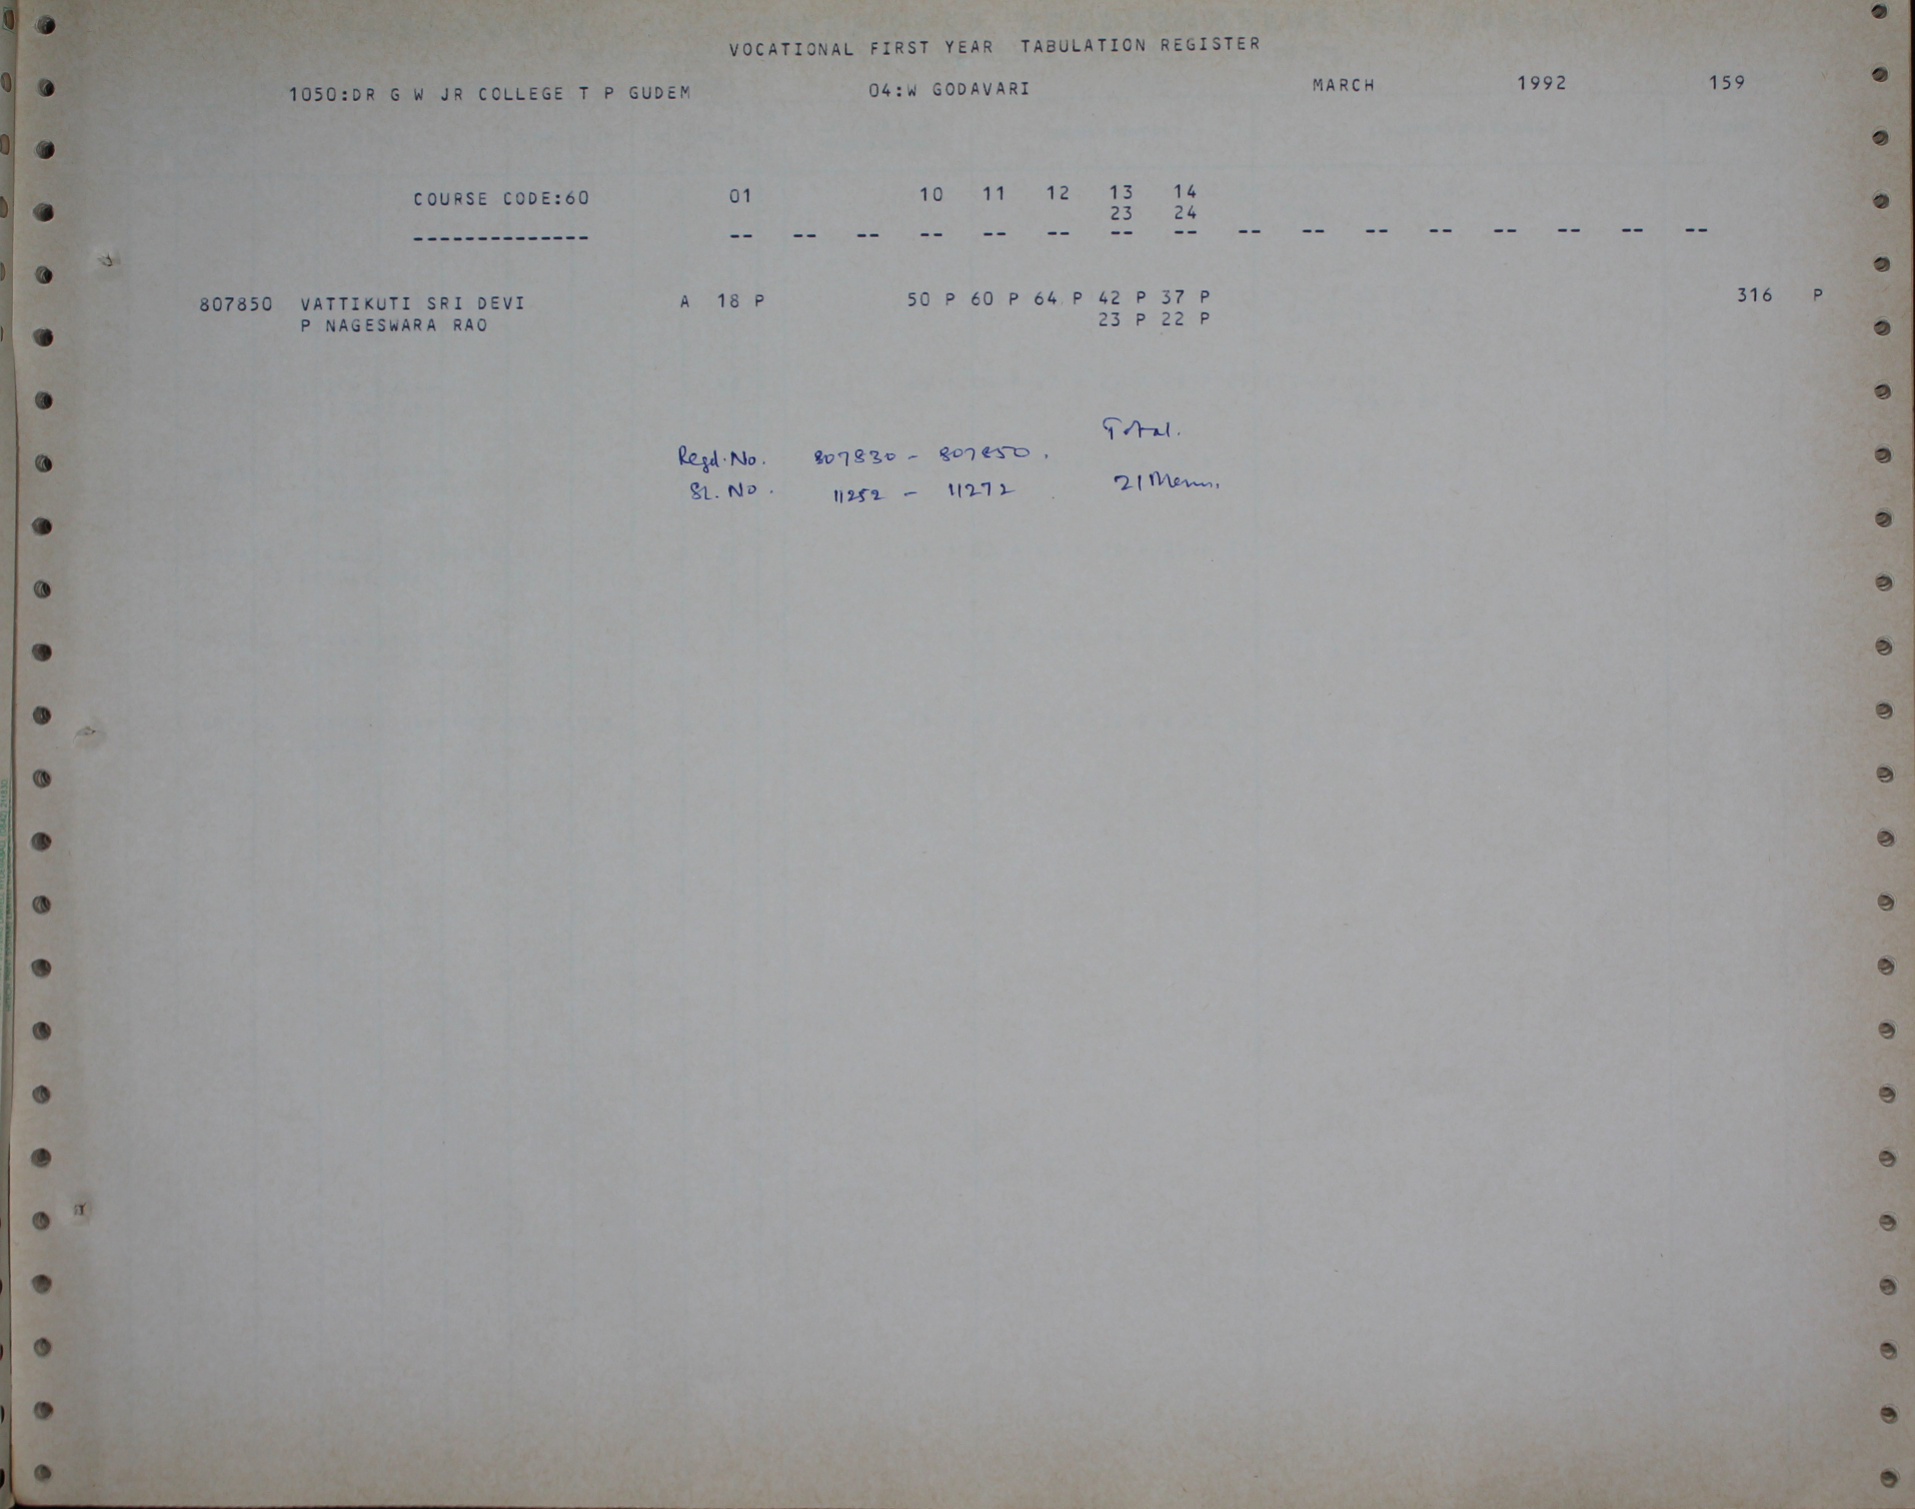 VOCATIONAL FIRST YEAR TABULATION REGISTER
1050:DR G W JR COLLEGE T P GUDEM 04:W GODAVARI MARCH 1992 159
COURSE CODE:60 01 10 11 12 13 14
23 24
-------------- -- -- -- -- -- -- -- -- -- -- -- -- -- -- -- --
807850 VATTIKUTI SRI DEVI A 18 P 50 P 60 P 64 P 42 P 37 P 316 P
P NAGESWARA RAO 23 P 22 P
Total.
Regd. No. 807830 - 807850.
SL. No. 11252 - 11272 21 Mem.